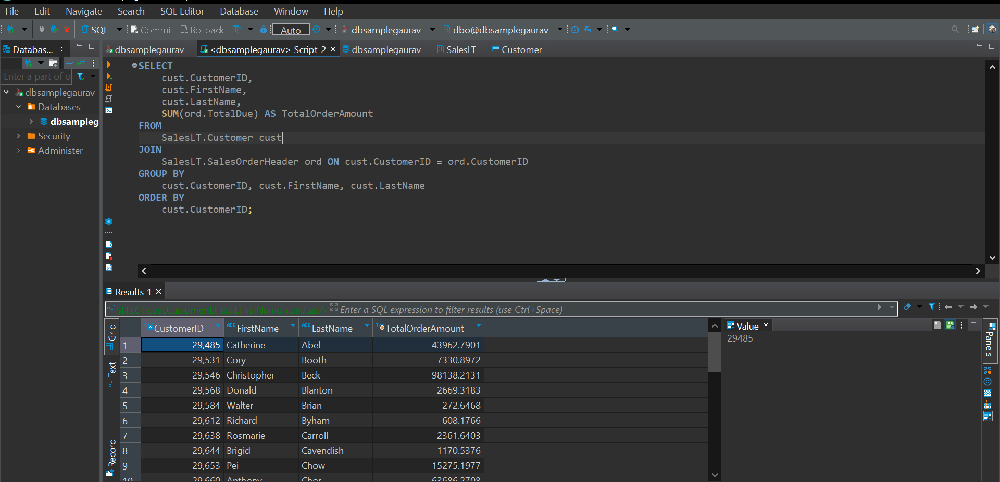 File Edit Navigate Search SQL Editor Database Window Help
SQL Commit Rollback Auto dbsamplegaurav dbo@dbsamplegaurav
Databas... dbsamplegaurav <dbsamplegaurav> Script-2 dbsamplegaurav SalesLT Customer
Enter a part of o
dbsamplegaurav
Databases
dbsampleg
Security
Administer
SELECT
cust.CustomerID,
cust.FirstName,
cust.LastName,
SUM(ord.TotalDue) AS TotalOrderAmount
FROM
SalesLT.Customer cust
JOIN
SalesLT.SalesOrderHeader ord ON cust.CustomerID = ord.CustomerID
GROUP BY
cust.CustomerID, cust.FirstName, cust.LastName
ORDER BY
cust.CustomerID;
Results 1
SELECT cust.CustomerID, cust.FirstName, cust.LastN Enter a SQL expression to filter results (use Ctrl+Space)
Grid
Text
Record
123 CustomerID ABC FirstName ABC LastName 123 TotalOrderAmount
1 29,485 Catherine Abel 43962.7901
2 29,531 Cory Booth 7330.8972
3 29,546 Christopher Beck 98138.2131
4 29,568 Donald Blanton 2669.3183
5 29,584 Walter Brian 272.6468
6 29,612 Richard Byham 608.1766
7 29,638 Rosmarie Carroll 2361.6403
8 29,644 Brigid Cavendish 1170.5376
9 29,653 Pei Chow 15275.1977
10 29,660 Anthony Chor 63686.2708
Value
29485
Panels